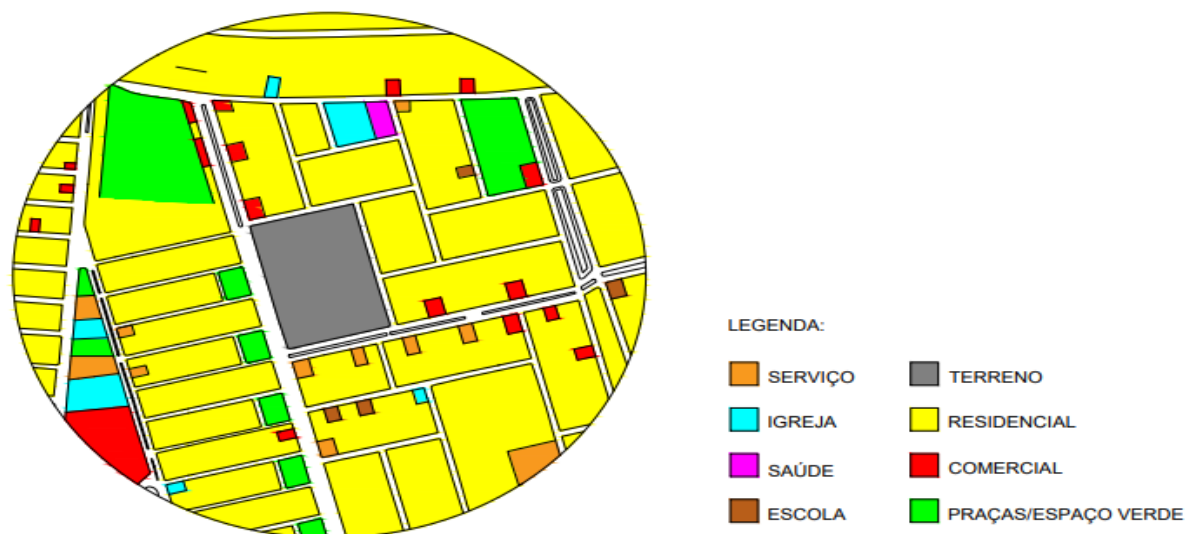 LEGENDA:
SERVIÇO
TERRENO
IGREJA
RESIDENCIAL
SAÚDE
COMERCIAL
ESCOLA
PRAÇAS/ESPAÇO VERDE